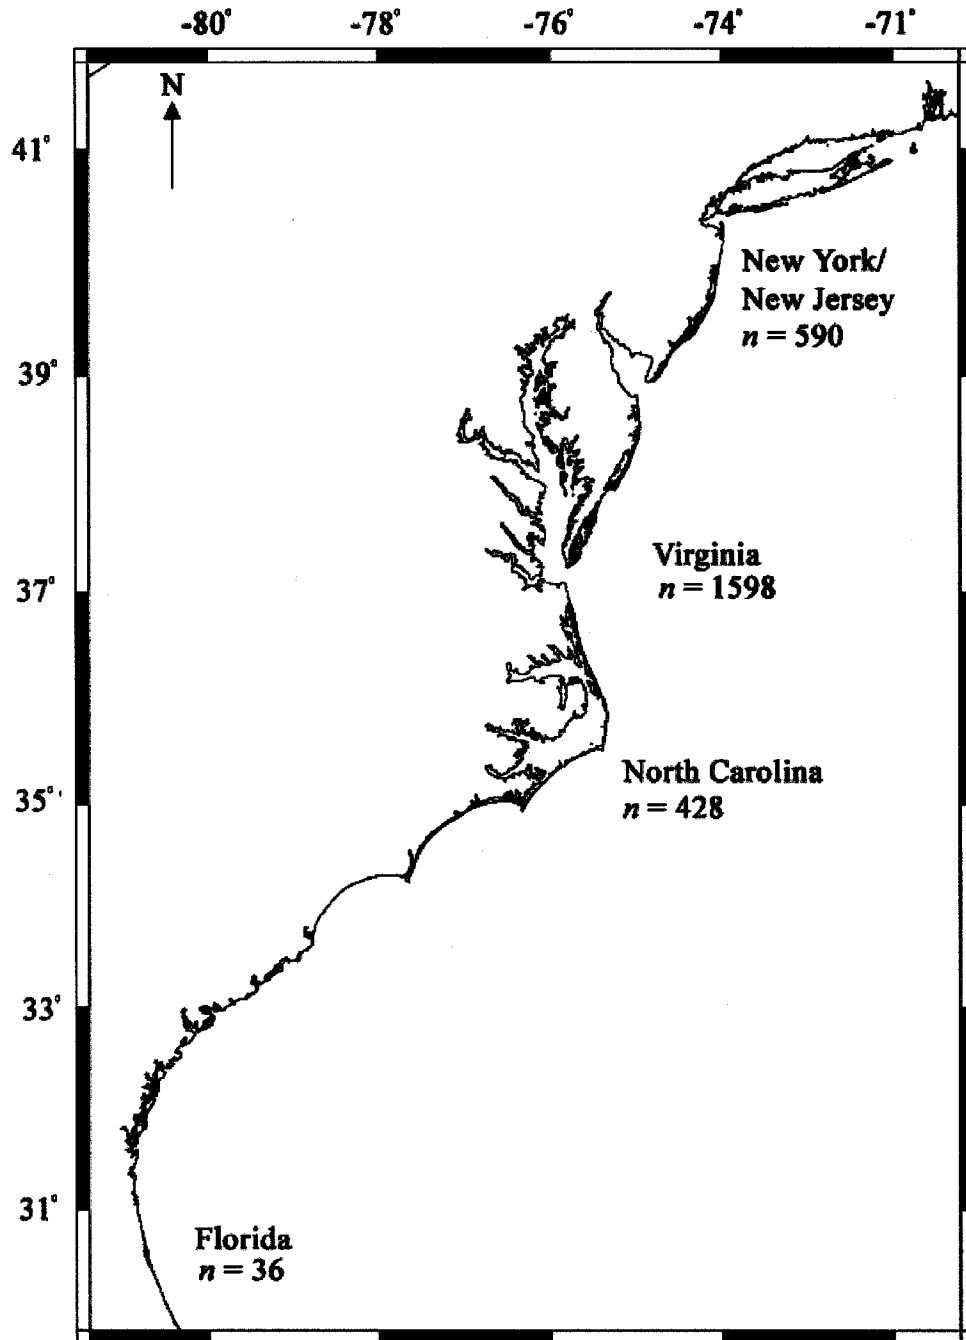 -80° -78° -76° -74° -71°
N
41°
New York/
New Jersey
n = 590
39°
Virginia
n = 1598
37°
North Carolina
n = 428
35°
33°
31°
Florida
n = 36